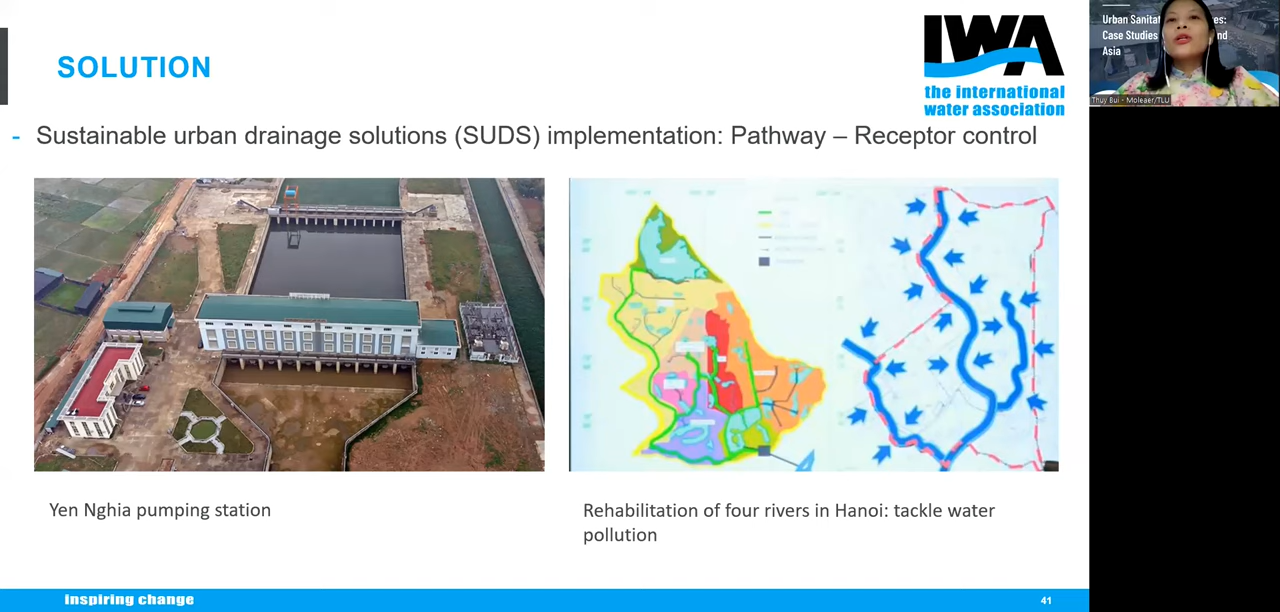 SOLUTION
IWA
the international
water association
- Sustainable urban drainage solutions (SUDS) implementation: Pathway – Receptor control
Yen Nghia pumping station
Rehabilitation of four rivers in Hanoi: tackle water
pollution
inspiring change
41
Urban Sanitat
es:
Case Studies
nd
Asia
Thuy Bui - Moleaer/TLU